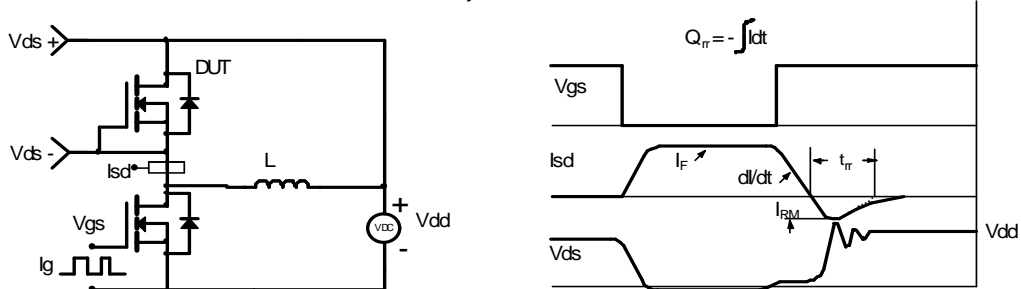 Vds +
DUT
Vds -
Isd
L
Vgs
Ig
VDC
+
-
Vdd
Qrr = - ∫Idt
Vgs
Isd
IF
dI/dt
trr
IRM
Vdd
Vds